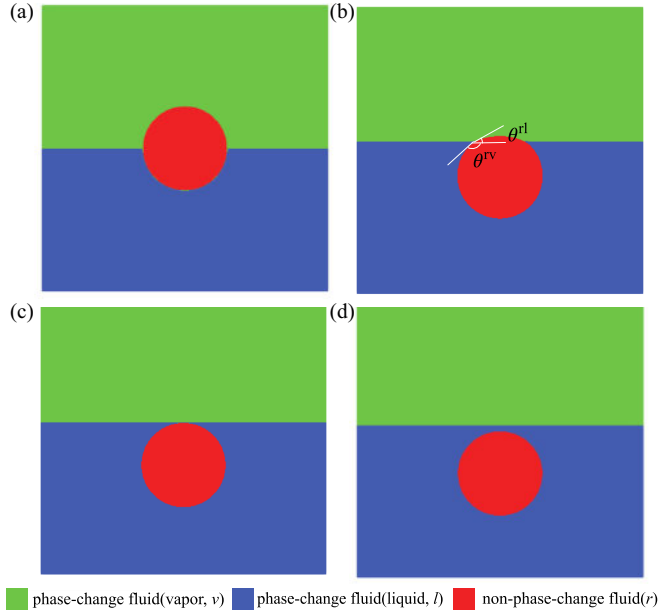 (a)
(b)
θʳˡ
θʳᵛ
(c)
(d)
phase-change fluid(vapor, v)
phase-change fluid(liquid, l)
non-phase-change fluid(r)